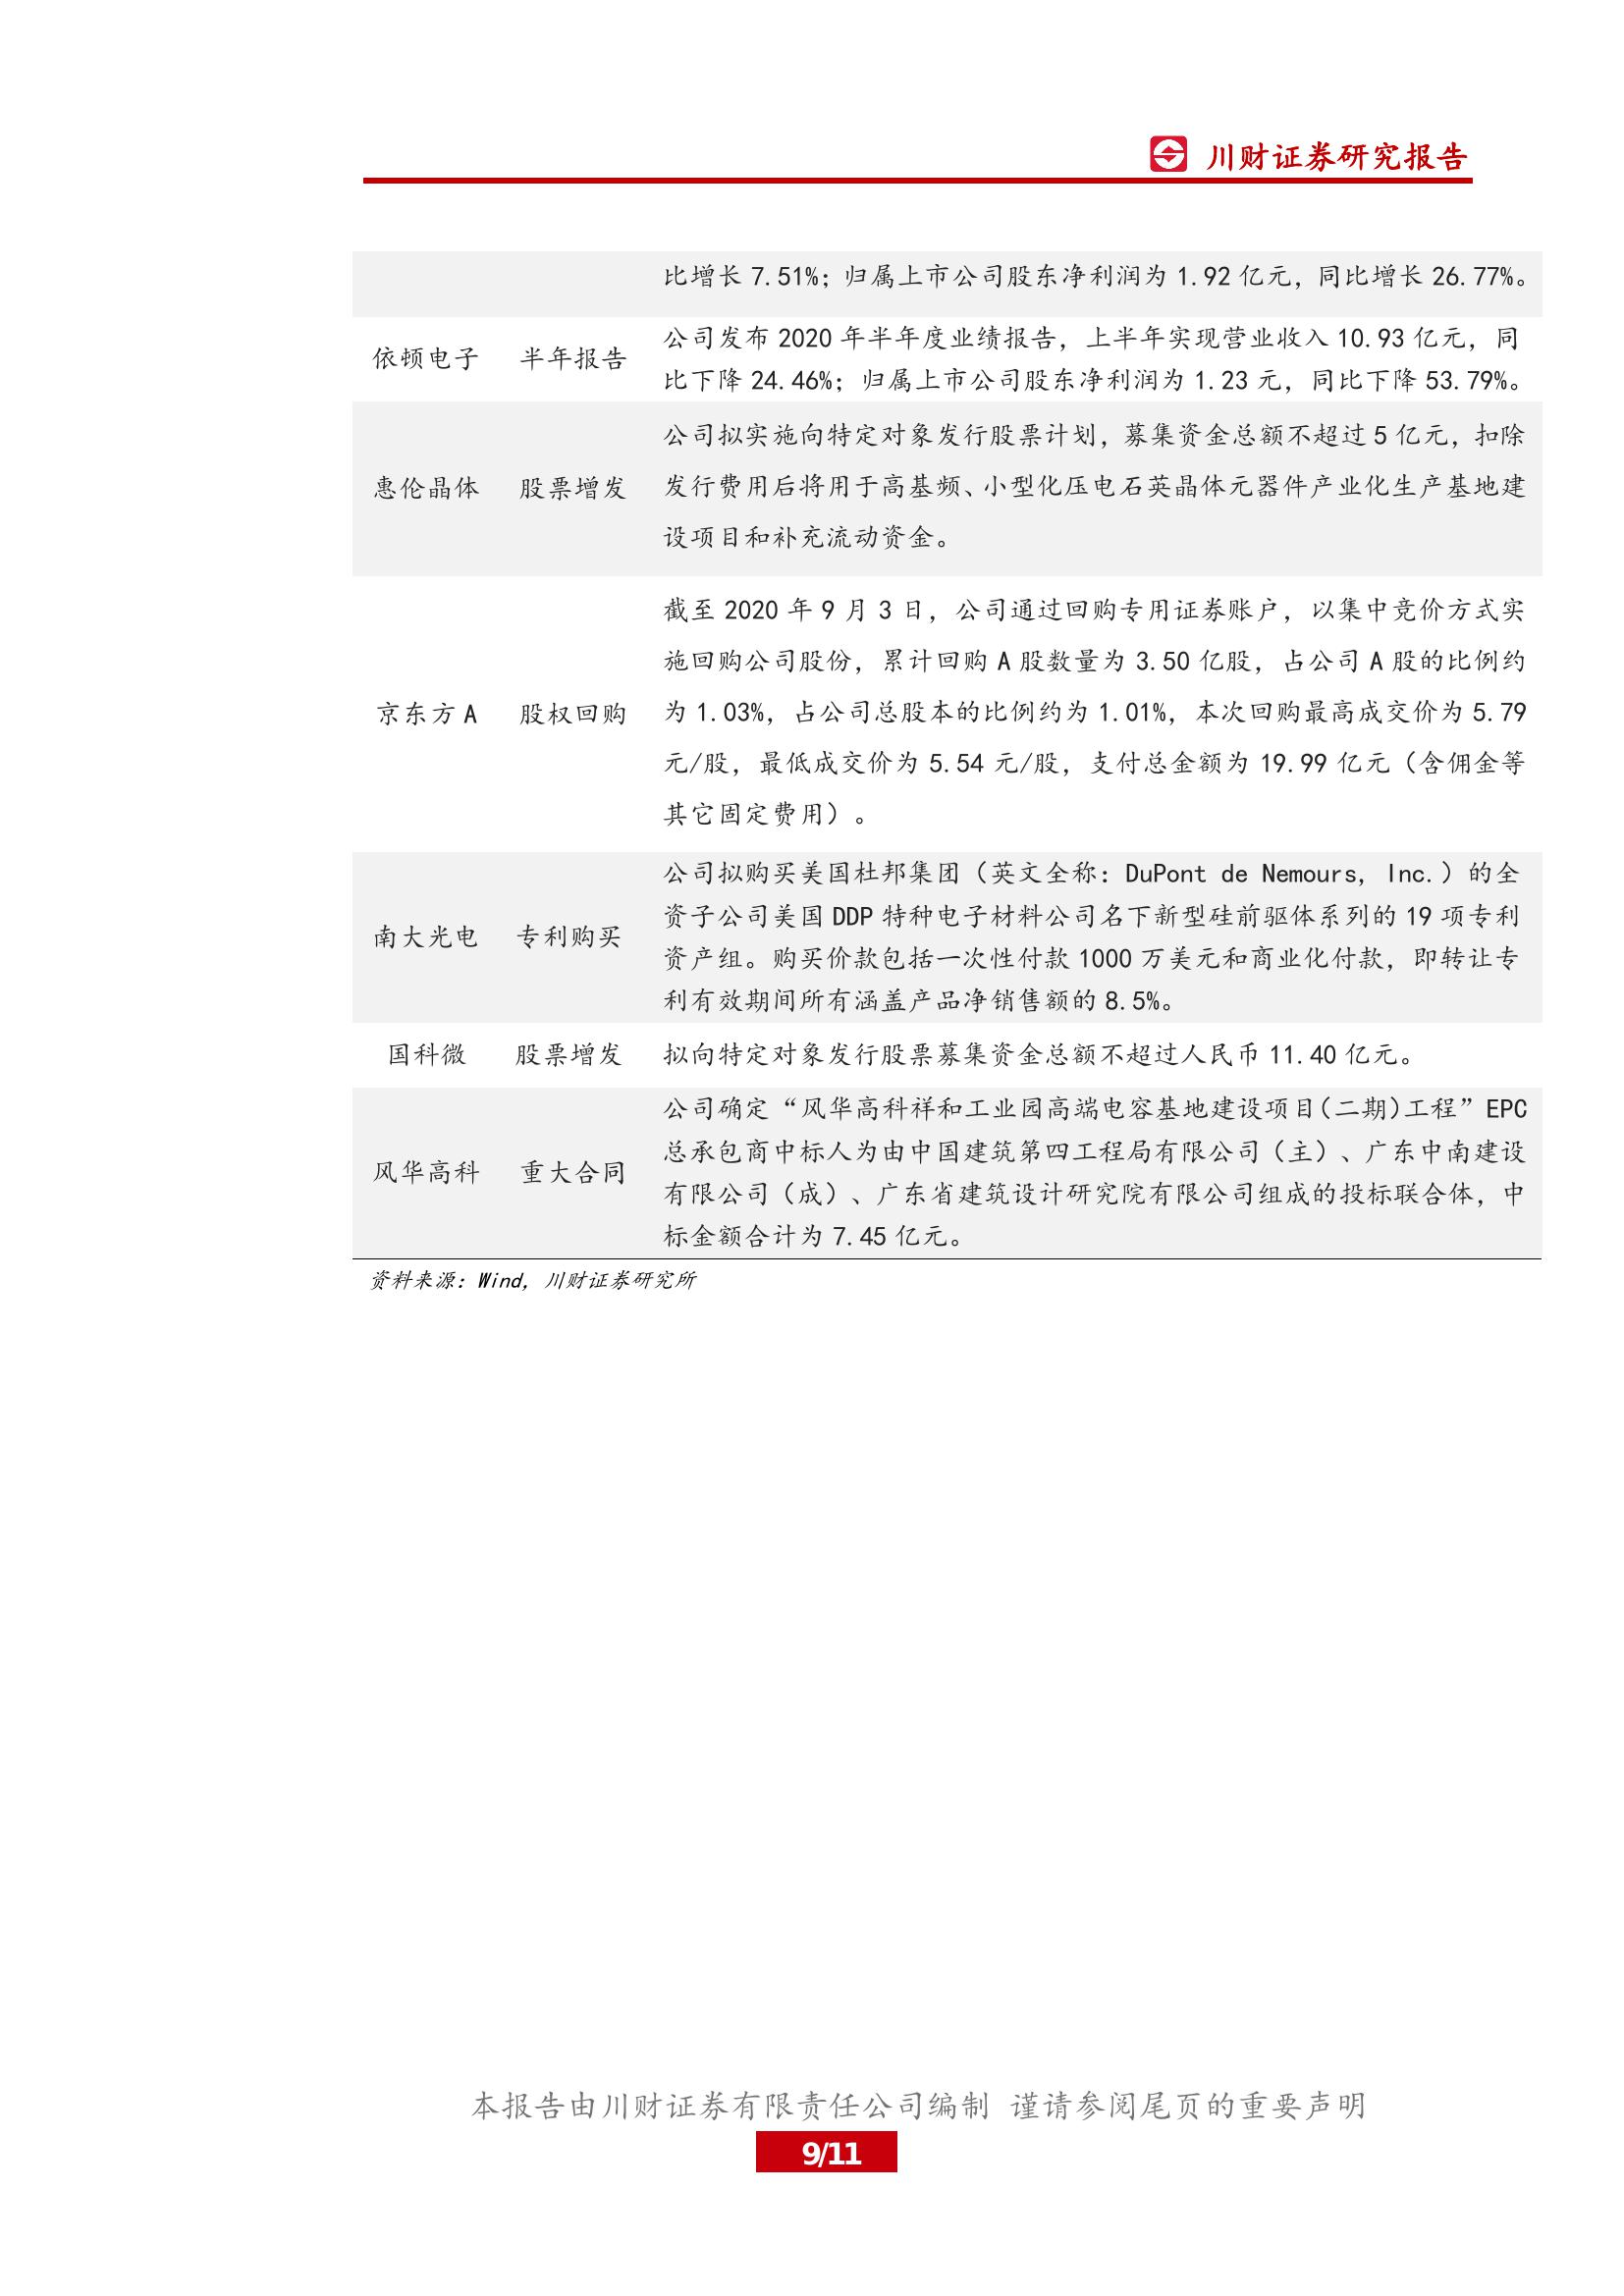 川财证券研究报告
比增长 7.51%；归属上市公司股东净利润为 1.92 亿元，同比增长 26.77%。
依顿电子 半年报告
公司发布 2020 年半年度业绩报告，上半年实现营业收入 10.93 亿元，同
比下降 24.46%；归属上市公司股东净利润为 1.23 元，同比下降 53.79%。
惠伦晶体 股票增发
公司拟实施向特定对象发行股票计划，募集资金总额不超过 5 亿元，扣除
发行费用后将用于高基频、小型化压电石英晶体元器件产业化生产基地建
设项目和补充流动资金。
京东方 A 股权回购
截至 2020 年 9 月 3 日，公司通过回购专用证券账户，以集中竞价方式实
施回购公司股份，累计回购 A 股数量为 3.50 亿股，占公司 A 股的比例约
为 1.03%，占公司总股本的比例约为 1.01%，本次回购最高成交价为 5.79
元/股，最低成交价为 5.54 元/股，支付总金额为 19.99 亿元（含佣金等
其它固定费用）。
南大光电 专利购买
公司拟购买美国杜邦集团（英文全称：DuPont de Nemours, Inc.）的全
资子公司美国 DDP 特种电子材料公司名下新型硅前驱体系列的 19 项专利
资产组。购买价款包括一次性付款 1000 万美元和商业化付款，即转让专
利有效期间所有涵盖产品净销售额的 8.5%。
国科微 股票增发 拟向特定对象发行股票募集资金总额不超过人民币 11.40 亿元。
风华高科 重大合同
公司确定“风华高科祥和工业园高端电容基地建设项目(二期)工程”EPC
总承包商中标人为由中国建筑第四工程局有限公司（主）、广东中南建设
有限公司（成）、广东省建筑设计研究院有限公司组成的投标联合体，中
标金额合计为 7.45 亿元。
资料来源：Wind, 川财证券研究所
本报告由川财证券有限责任公司编制 谨请参阅尾页的重要声明
9/11